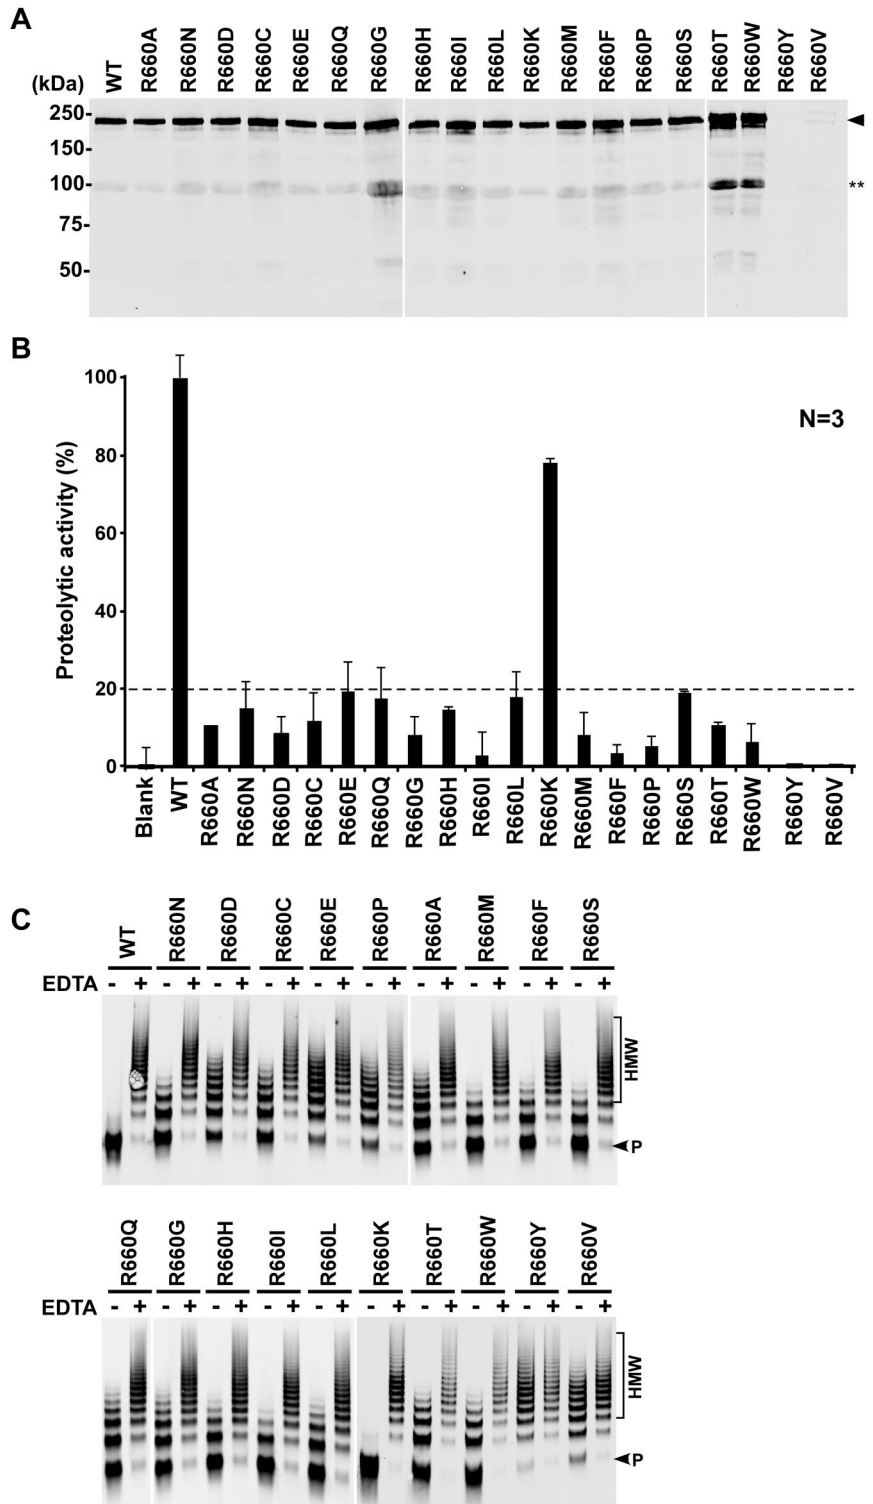 A
WT R660A R660N R660D R660C R660E R660Q R660G R660H R660I R660L R660K R660M R660F R660P R660S R660T R660W R660Y R660V
(kDa)
250-
150-
100-
**
75-
50-
B
Proteolytic activity (%)
100
80
60
40
20
0
N=3
Blank WT R660A R660N R660D R660C R660E R660Q R660G R660H R660I R660L R660K R660M R660F R660P R660S R660T R660W R660Y R660V
C
WT R660N R660D R660C R660E R660P R660A R660M R660F R660S
EDTA - + - + - + - + - + - + - + - + - + - +
HMW
P
R660Q R660G R660H R660I R660L R660K R660T R660W R660Y R660V
EDTA - + - + - + - + - + - + - + - + - + - +
HMW
P